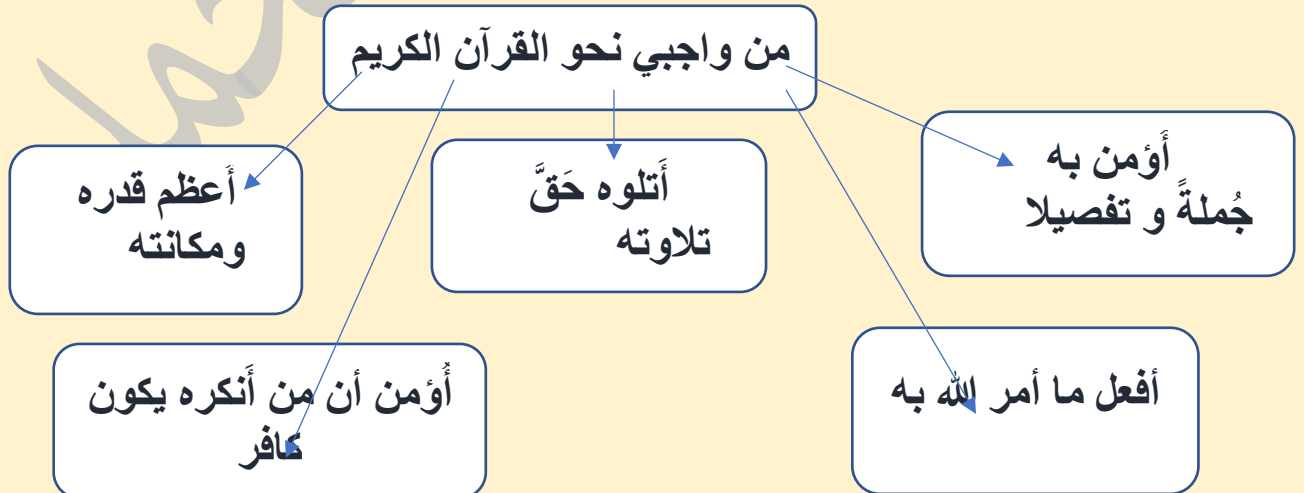 من واجبي نحو القرآن الكريم
أُؤمن به
جُملةً و تفصيلا
أَتلوه حَقَّ
تلاوته
أَعظم قدره
ومكانته
أفعل ما أمر الله به
أُؤمن أن من أَنكره يكون
كافر